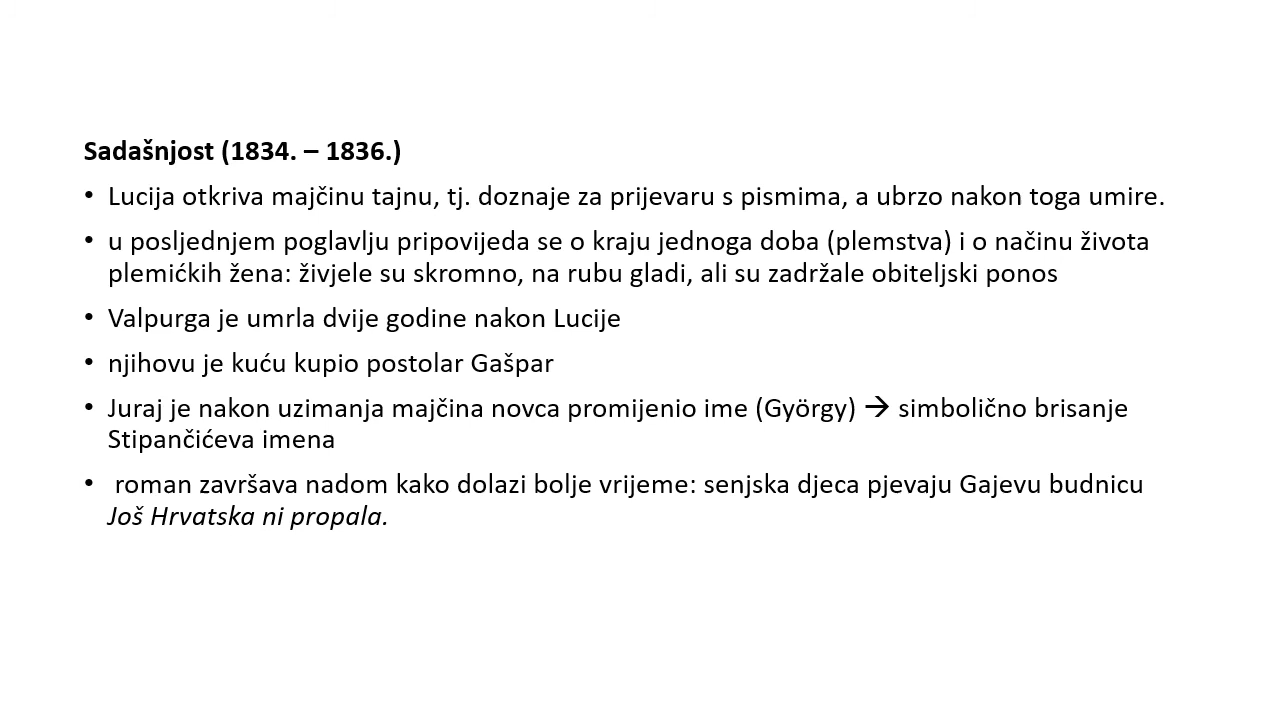 Sadašnjost (1834. – 1836.)
• Lucija otkriva majčinu tajnu, tj. doznaje za prijevaru s pismima, a ubrzo nakon toga umire.
• u posljednjem poglavlju pripovijeda se o kraju jednoga doba (plemstva) i o načinu života
plemićkih žena: živjele su skromno, na rubu gladi, ali su zadržale obiteljski ponos
• Valpurga je umrla dvije godine nakon Lucije
• njihovu je kuću kupio postolar Gašpar
• Juraj je nakon uzimanja majčina novca promijenio ime (György) → simbolično brisanje
Stipančićeva imena
• roman završava nadom kako dolazi bolje vrijeme: senjska djeca pjevaju Gajevu budnicu
Još Hrvatska ni propala.